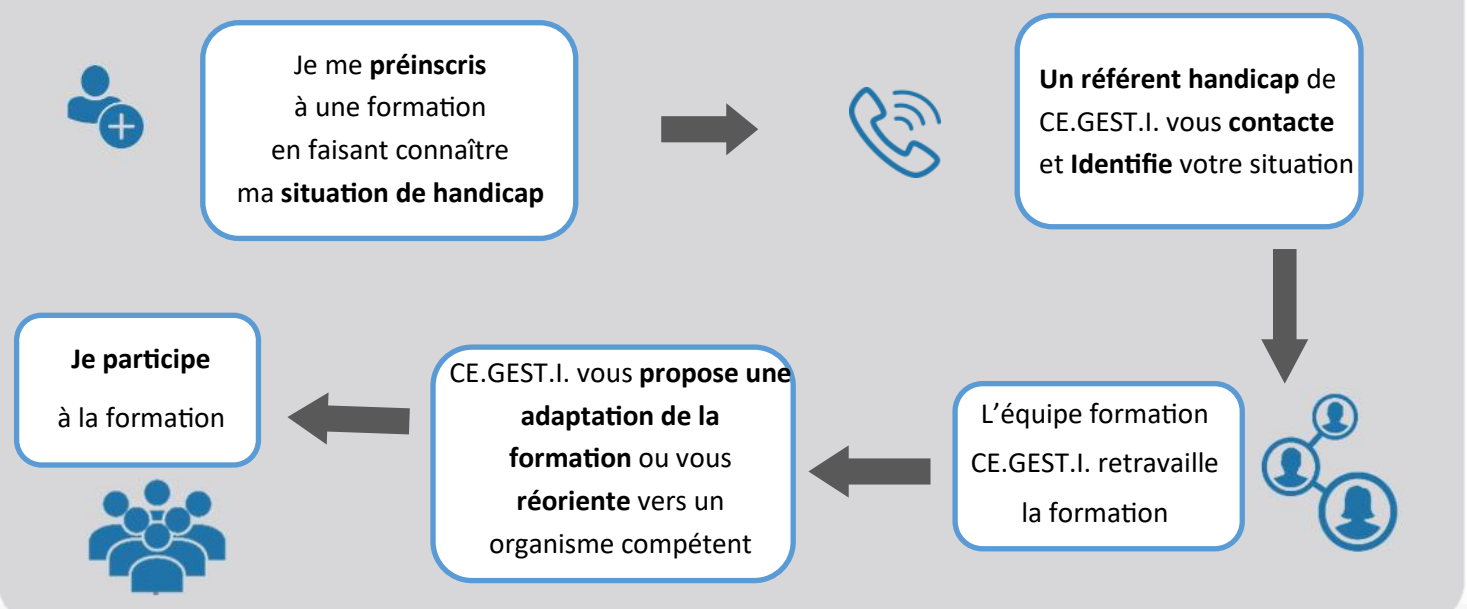 Je me préinscris
à une formation
en faisant connaître
ma situation de handicap
Un référent handicap de
CE.GEST.I. vous contacte
et Identifie votre situation
L’équipe formation
CE.GEST.I. retravaille
la formation
CE.GEST.I. vous propose une
adaptation de la
formation ou vous
réoriente vers un
organisme compétent
Je participe
à la formation